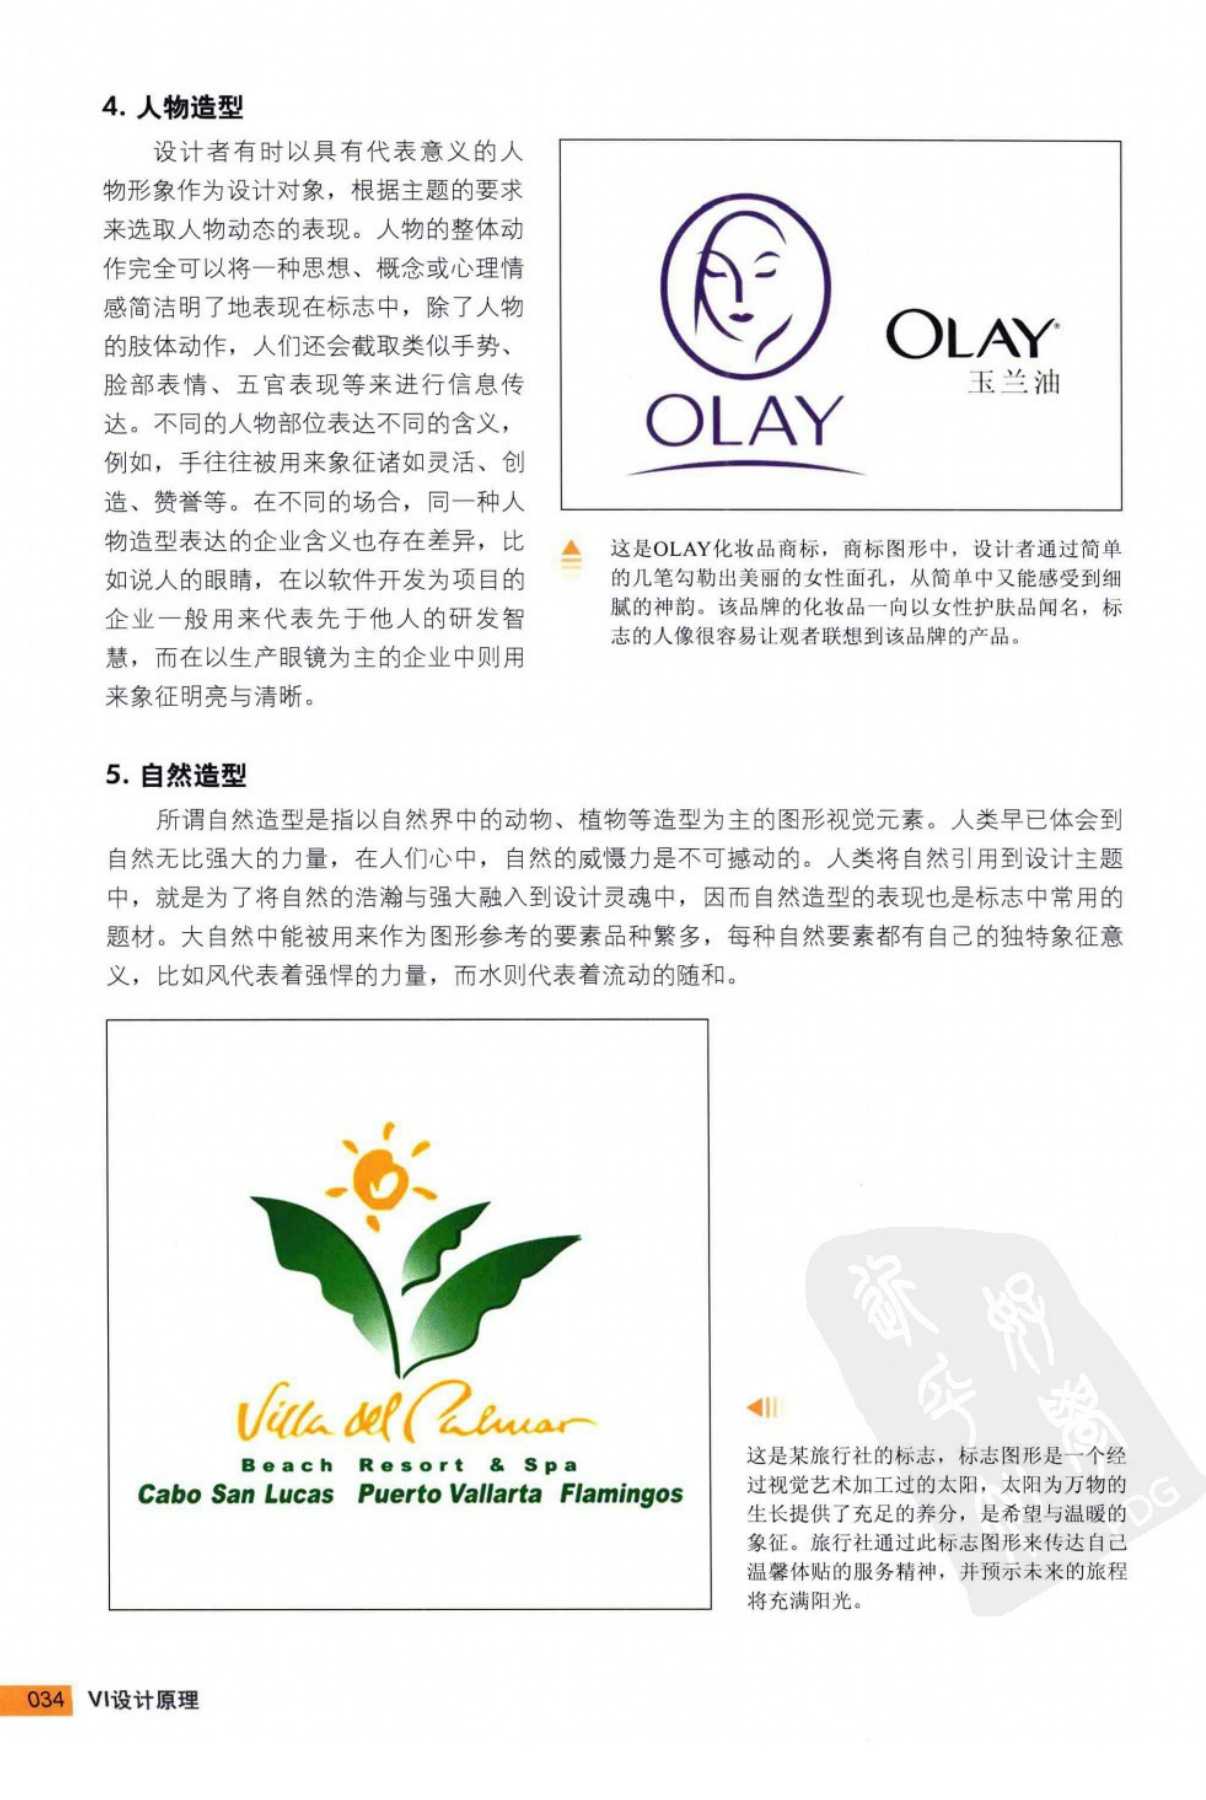 4. 人物造型
设计者有时以具有代表意义的人
物形象作为设计对象，根据主题的要求
来选取人物动态的表现。人物的整体动
作完全可以将一种思想、概念或心理情
感简洁明了地表现在标志中，除了人物
的肢体动作，人们还会截取类似手势、
脸部表情、五官表现等来进行信息传
达。不同的人物部位表达不同的含义，
例如，手往往被用来象征诸如灵活、创
造、赞誉等。在不同的场合，同一种人
物造型表达的企业含义也存在差异，比
如说人的眼睛，在以软件开发为项目的
企业一般用来代表先于他人的研发智
慧，而在以生产眼镜为主的企业中则用
来象征明亮与清晰。
OLAY
OLAY
玉兰油
这是OLAY化妆品商标，商标图形中，设计者通过简单
的几笔勾勒出美丽的女性面孔，从简单中又能感受到细
腻的神韵。该品牌的化妆品一向以女性护肤品闻名，标
志的人像很容易让观者联想到该品牌的产品。
5. 自然造型
所谓自然造型是指以自然界中的动物、植物等造型为主的图形视觉元素。人类早已体会到
自然无比强大的力量，在人们心中，自然的威慑力是不可撼动的。人类将自然引用到设计主题
中，就是为了将自然的浩瀚与强大融入到设计灵魂中，因而自然造型的表现也是标志中常用的
题材。大自然中能被用来作为图形参考的要素品种繁多，每种自然要素都有自己的独特象征意
义，比如风代表着强悍的力量，而水则代表着流动的随和。
Villa del Palmar
Beach Resort & Spa
Cabo San Lucas Puerto Vallarta Flamingos
这是某旅行社的标志，标志图形是一个经
过视觉艺术加工过的太阳，太阳为万物的
生长提供了充足的养分，是希望与温暖的
象征。旅行社通过此标志图形来传达自己
温馨体贴的服务精神，并预示未来的旅程
将充满阳光。
034 VI设计原理